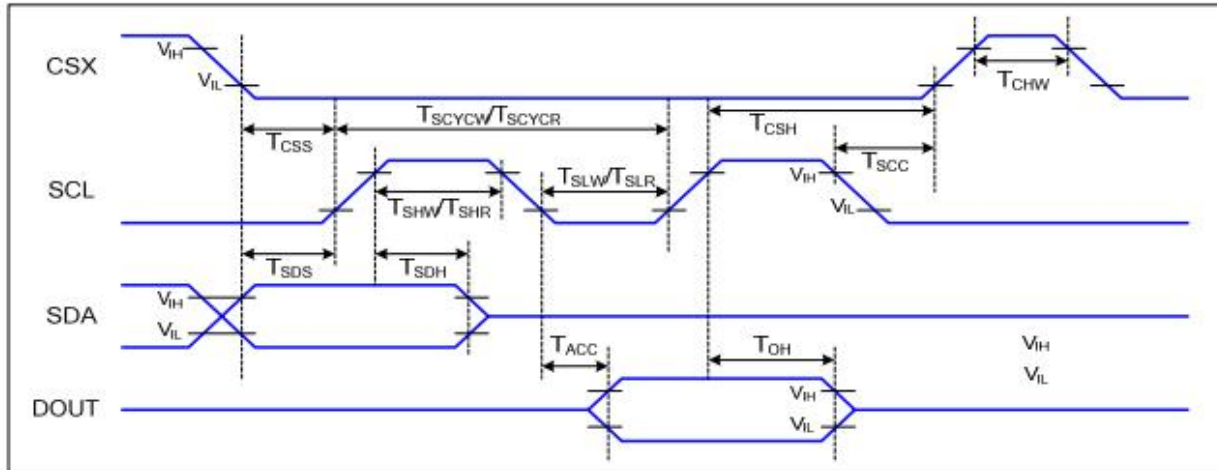 CSX
VIH
VIL
TCHW
TSCYCW/TSCYCR
TCSH
TCSS
TSCC
SCL
TSLW/TSLR
VIH
TSHW/TSHR
VIL
TSDS
TSDH
SDA
VIH
VIL
TACC
TOH
VIH
VIL
DOUT
VIH
VIL